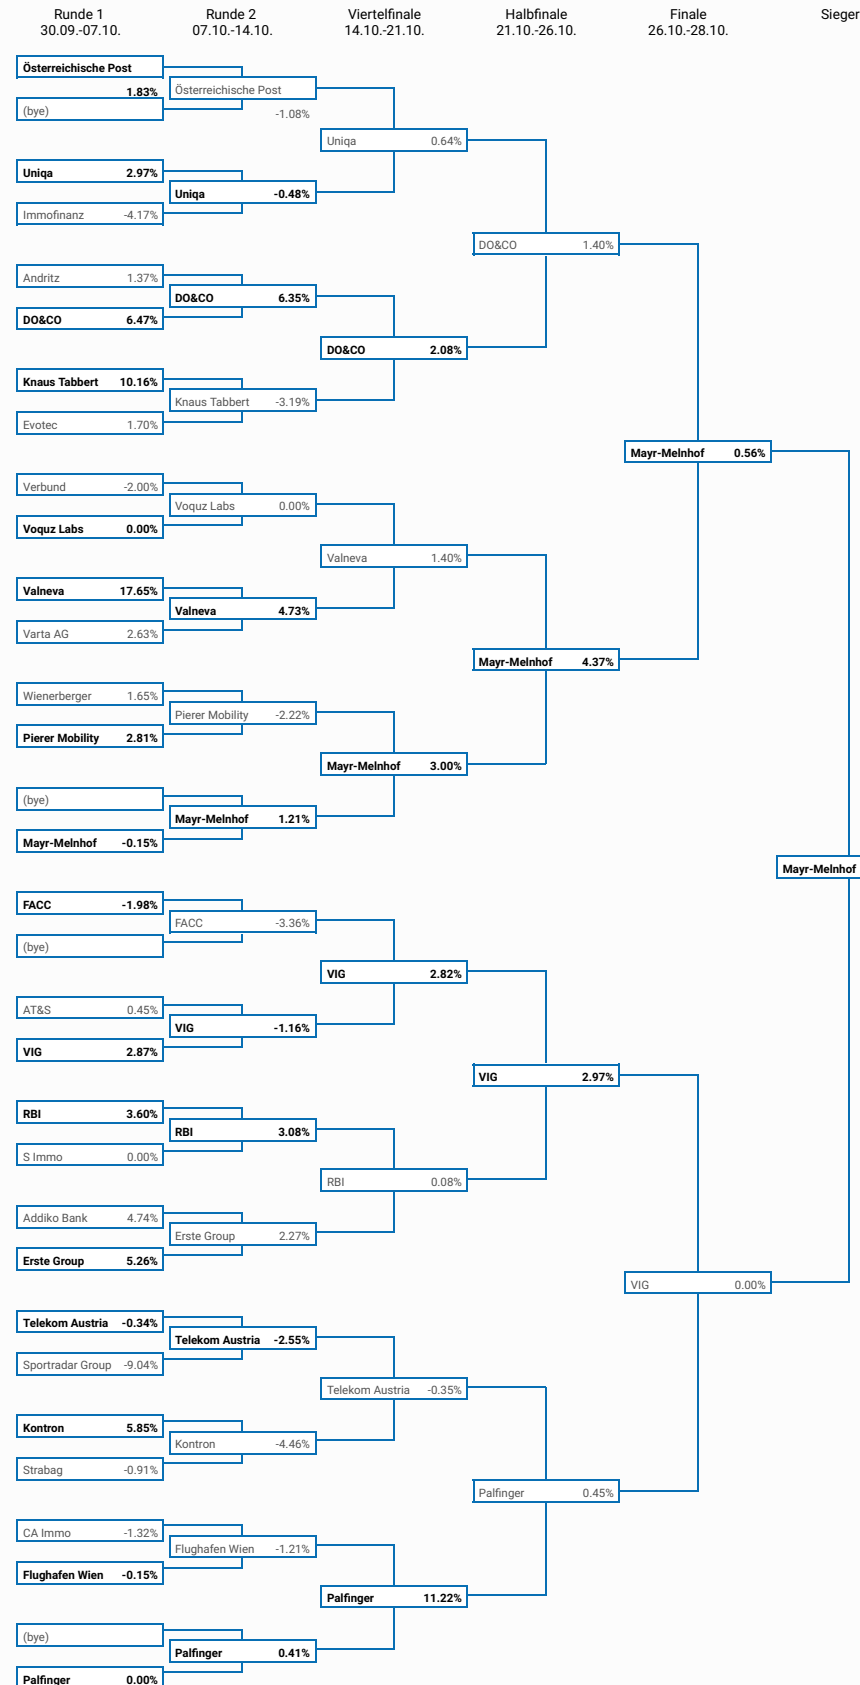 Runde 1
30.09.-07.10.
Runde 2
07.10.-14.10.
Viertelfinale
14.10.-21.10.
Halbfinale
21.10.-26.10.
Finale
26.10.-28.10.
Sieger
Österreichische Post
1.83%
(bye)
Uniqa 2.97%
Immofinanz -4.17%
Andritz 1.37%
DO&CO 6.47%
Knaus Tabbert 10.16%
Evotec 1.70%
Verbund -2.00%
Voquz Labs 0.00%
Valneva 17.65%
Varta AG 2.63%
Wienerberger 1.65%
Pierer Mobility 2.81%
(bye)
Mayr-Melnhof -0.15%
FACC -1.98%
(bye)
AT&S 0.45%
VIG 2.87%
RBI 3.60%
S Immo 0.00%
Addiko Bank 4.74%
Erste Group 5.26%
Telekom Austria -0.34%
Sportradar Group -9.04%
Kontron 5.85%
Strabag -0.91%
CA Immo -1.32%
Flughafen Wien -0.15%
(bye)
Palfinger 0.00%
Österreichische Post
-1.08%
Uniqa -0.48%
DO&CO 6.35%
Knaus Tabbert -3.19%
Voquz Labs 0.00%
Valneva 4.73%
Pierer Mobility -2.22%
Mayr-Melnhof 1.21%
FACC -3.36%
VIG -1.16%
RBI 3.08%
Erste Group 2.27%
Telekom Austria -2.55%
Kontron -4.46%
Flughafen Wien -1.21%
Palfinger 0.41%
Uniqa 0.64%
DO&CO 2.08%
Valneva 1.40%
Mayr-Melnhof 3.00%
VIG 2.82%
RBI 0.08%
Telekom Austria -0.35%
Palfinger 11.22%
DO&CO 1.40%
Mayr-Melnhof 4.37%
VIG 2.97%
Palfinger 0.45%
Mayr-Melnhof 0.56%
VIG 0.00%
Mayr-Melnhof